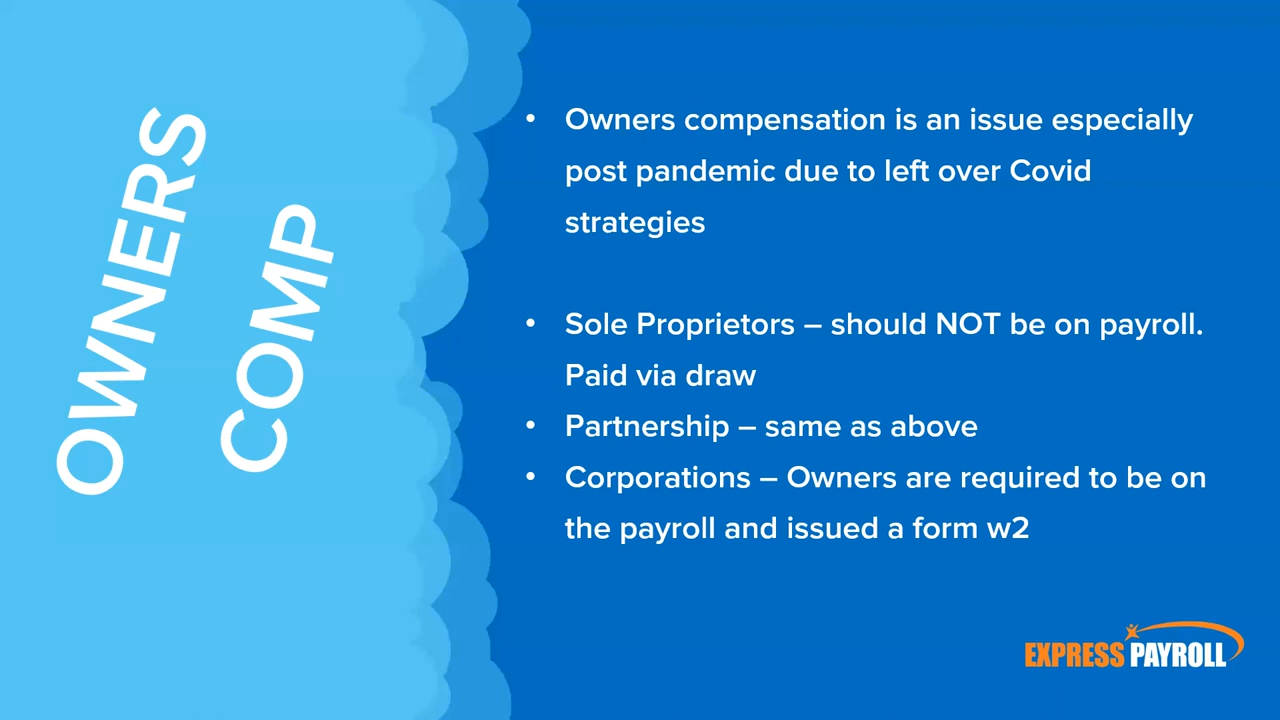 OWNERS
COMP
• Owners compensation is an issue especially
post pandemic due to left over Covid
strategies
• Sole Proprietors – should NOT be on payroll.
Paid via draw
• Partnership – same as above
• Corporations – Owners are required to be on
the payroll and issued a form w2
EXPRESS PAYROLL